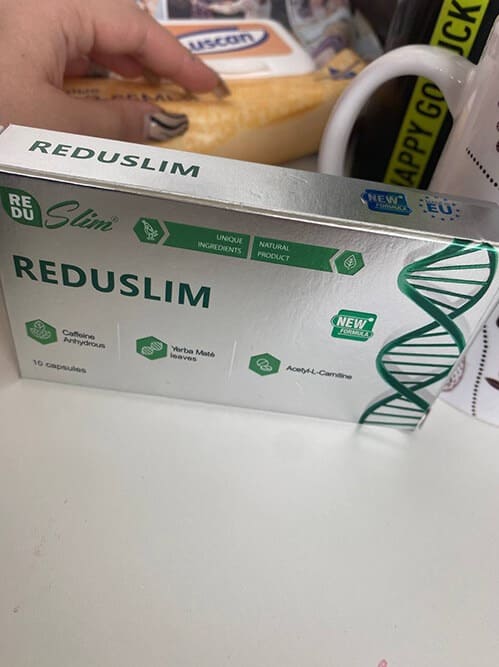 uscan
HAPPY GO
UCK
REDUSLIM
NEW
FORMULA
EU
RE
DU
Slim®
UNIQUE
INGREDIENTS
NATURAL
PRODUCT
REDUSLIM
NEW
FORMULA
Caffeine
Anhydrous
Yerba Maté
leaves
Acetyl-L-Carnitine
10 capsules